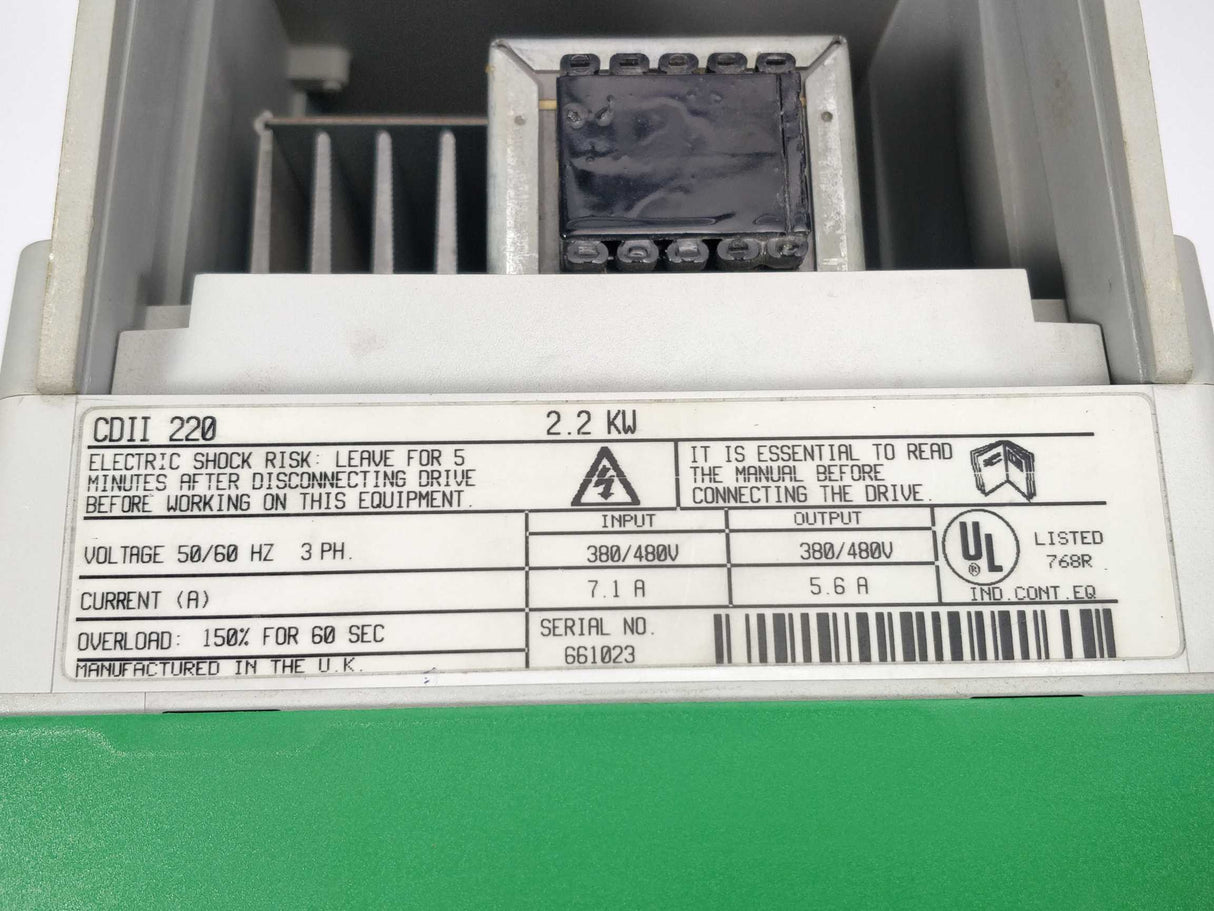 CDII 220 2.2 KW
ELECTRIC SHOCK RISK: LEAVE FOR 5
MINUTES AFTER DISCONNECTING DRIVE
BEFORE WORKING ON THIS EQUIPMENT.
IT IS ESSENTIAL TO READ
THE MANUAL BEFORE
CONNECTING THE DRIVE.
INPUT OUTPUT
VOLTAGE 50/60 HZ 3 PH. 380/480V 380/480V
CURRENT (A) 7.1 A 5.6 A
UL ® LISTED
768R
IND.CONT.EQ
OVERLOAD: 150% FOR 60 SEC
SERIAL NO.
661023
MANUFACTURED IN THE U.K.